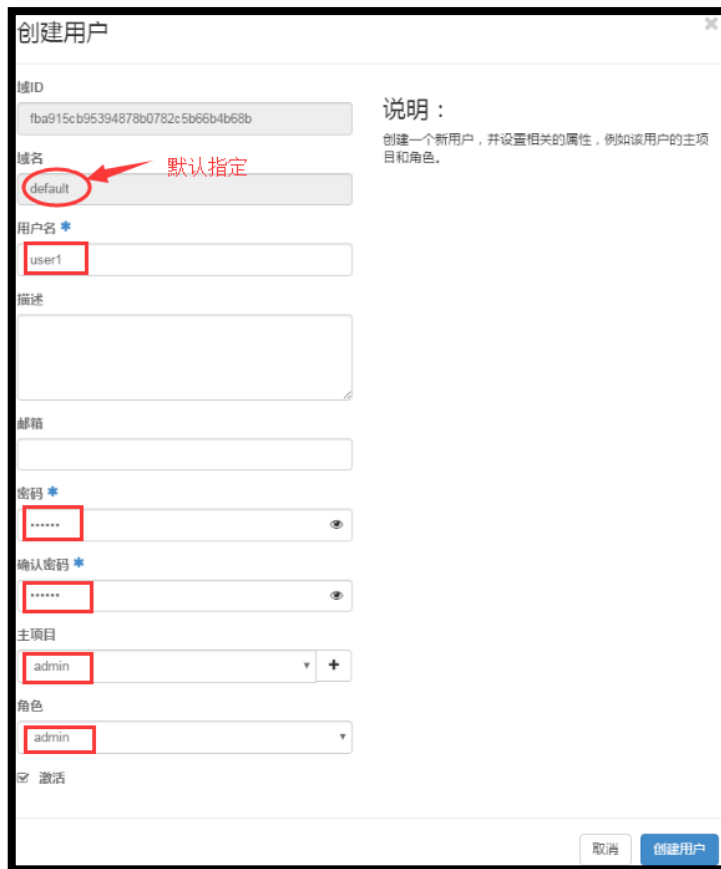 创建用户
域ID
fba915cb95394878b0782c5b66b4b68b
域名
默认指定
default
用户名 *
user1
描述
邮箱
密码 *
••••••
确认密码 *
••••••
主项目
admin
角色
admin
激活
说明：
创建一个新用户，并设置相关的属性，例如该用户的主项
目和角色。
取消
创建用户